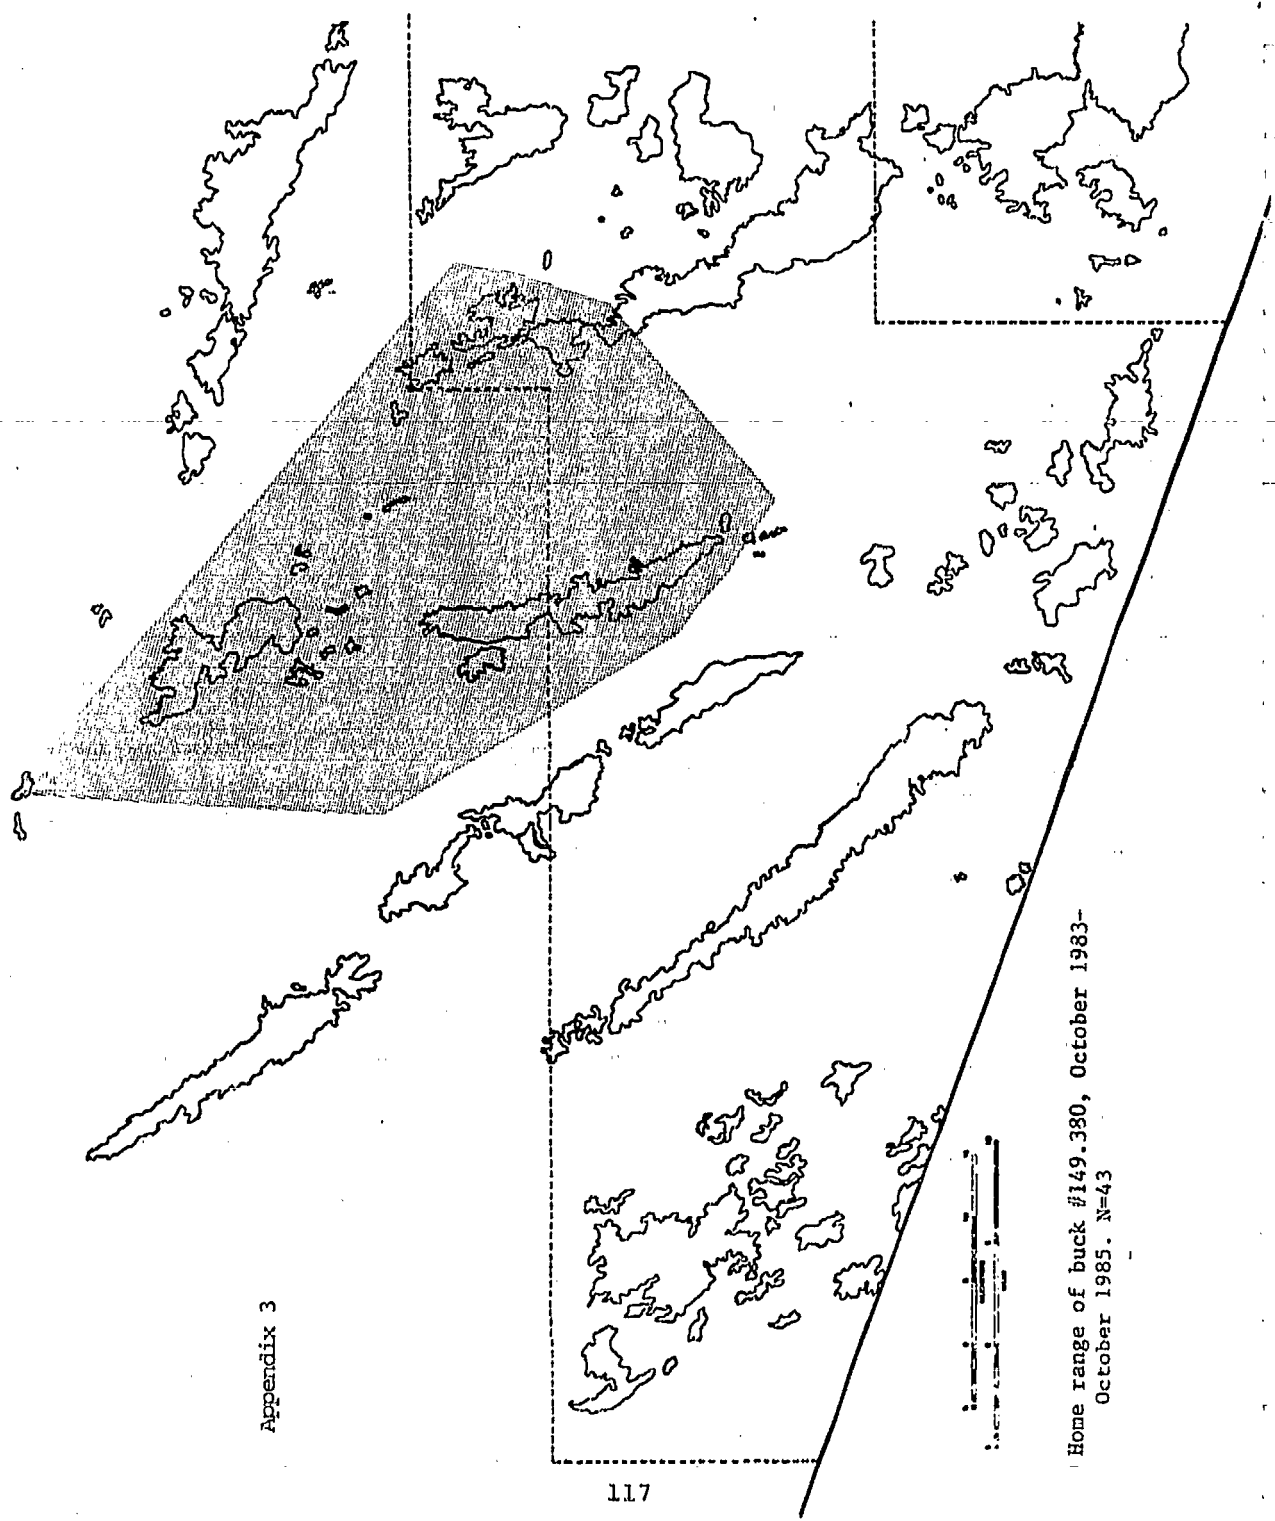 Appendix 3
Home range of buck #149.380, October 1983-
October 1985. N=43
117